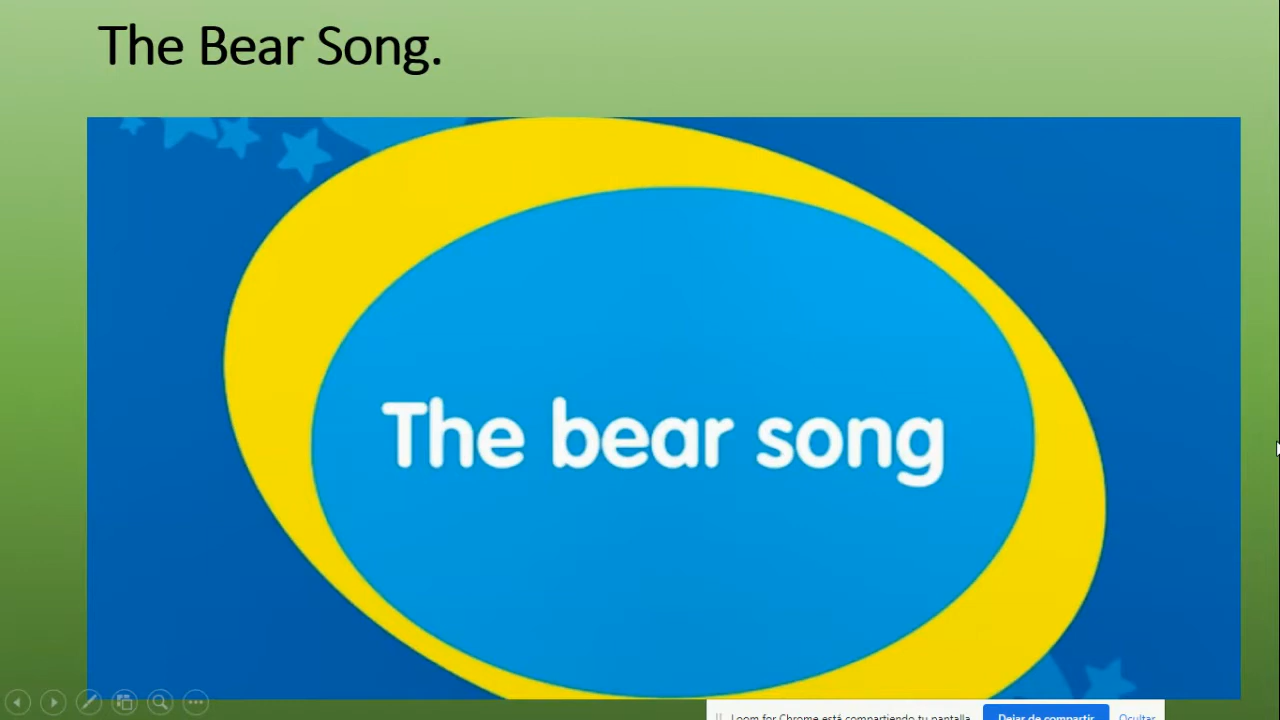 The Bear Song.
The bear song
Loom for Chrome está compartiendo tu pantalla. Dejar de compartir Ocultar